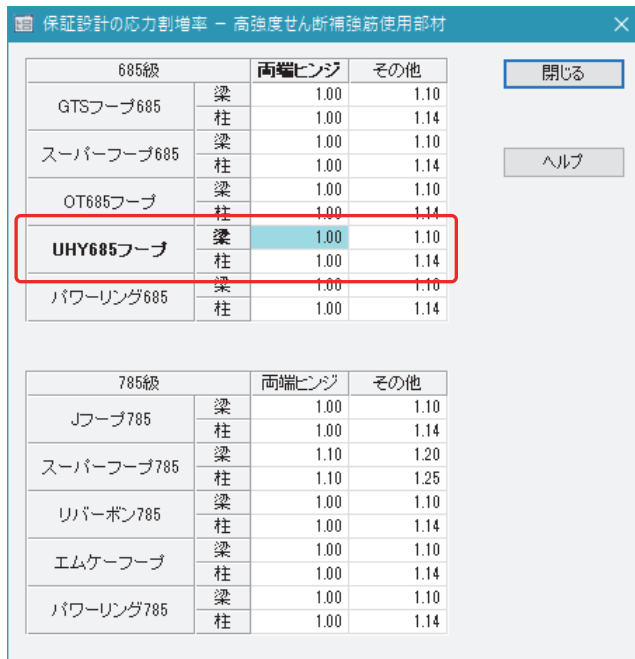 保証設計の応力割増率 － 高強度せん断補強筋使用部材
685級 両端ヒンジ その他
閉じる
GTSフープ685 梁 1.00 1.10
柱 1.00 1.14
スーパーフープ685 梁 1.00 1.10
柱 1.00 1.14
ヘルプ
OT685フープ 梁 1.00 1.10
柱 1.00 1.14
UHY685フープ 梁 1.00 1.10
柱 1.00 1.14
パワーリング685 梁 1.00 1.10
柱 1.00 1.14
785級 両端ヒンジ その他
Jフープ785 梁 1.00 1.10
柱 1.00 1.14
スーパーフープ785 梁 1.10 1.20
柱 1.10 1.25
リバーボン785 梁 1.00 1.10
柱 1.00 1.14
エムケーフープ 梁 1.00 1.10
柱 1.00 1.14
パワーリング785 梁 1.00 1.10
柱 1.00 1.14